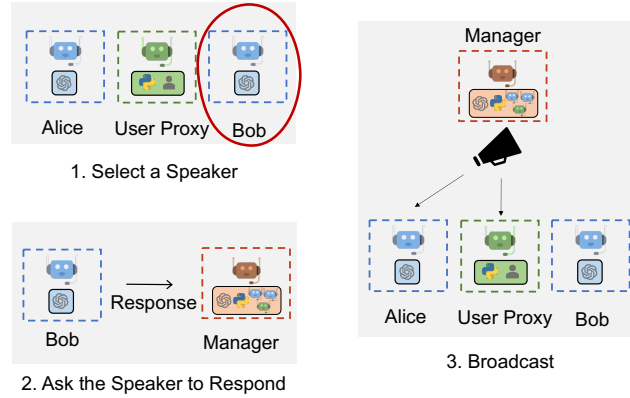 Alice
User Proxy
Bob
1. Select a Speaker
Bob
Response
Manager
2. Ask the Speaker to Respond
Manager
Alice
User Proxy
Bob
3. Broadcast